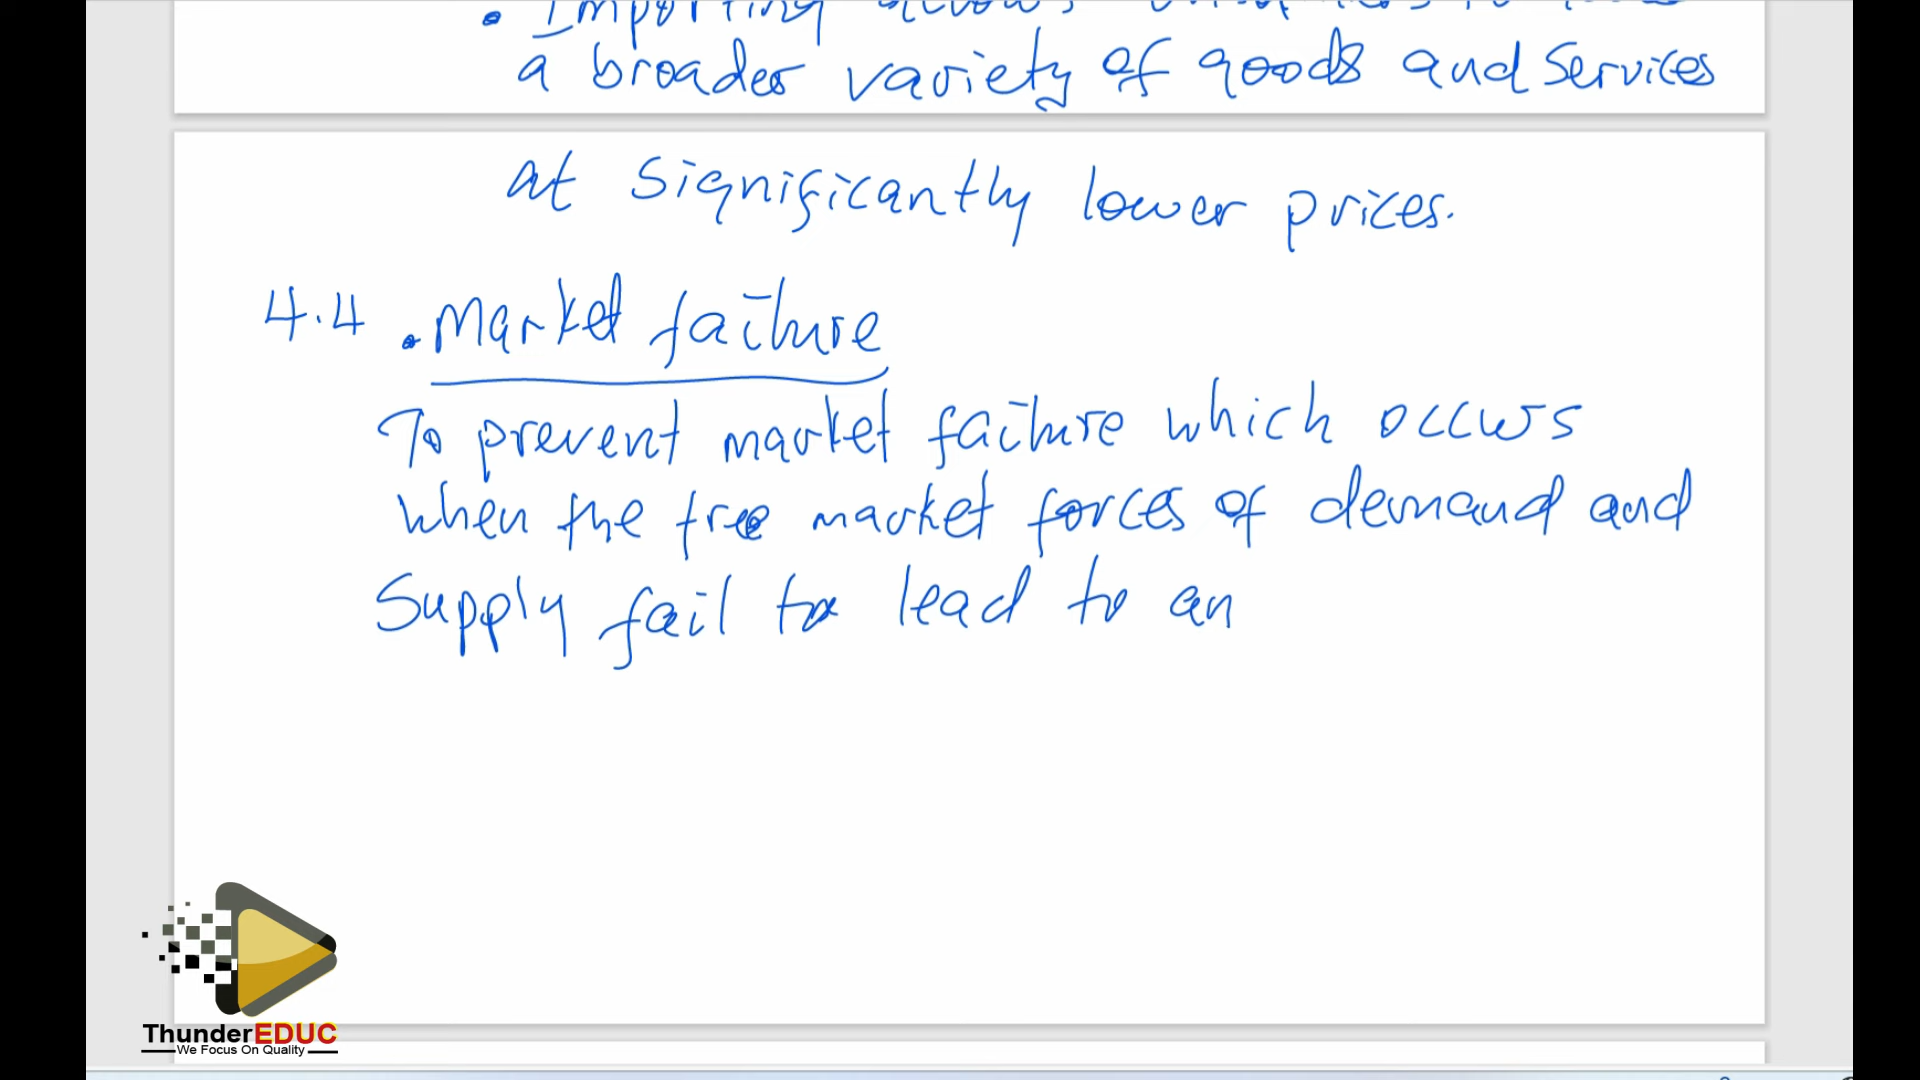 • Importing
a broader variety of goods and services
at significantly lower prices.
4.4 . Market failure
To prevent market failure which occurs
when the free market forces of demand and
Supply fail to lead to an
ThunderEDUC
We Focus On Quality